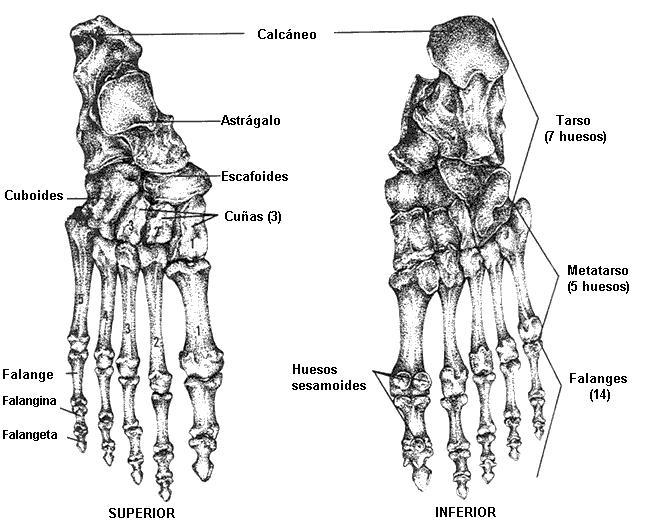 Calcáneo
Astrágalo
Tarso
(7 huesos)
Escafoides
Cuboides
Cuñas (3)
3
2
1
Metatarso
(5 huesos)
5
4
3
2
1
Falange
Falangina
Falangeta
Huesos
sesamoides
Falanges
(14)
SUPERIOR
INFERIOR